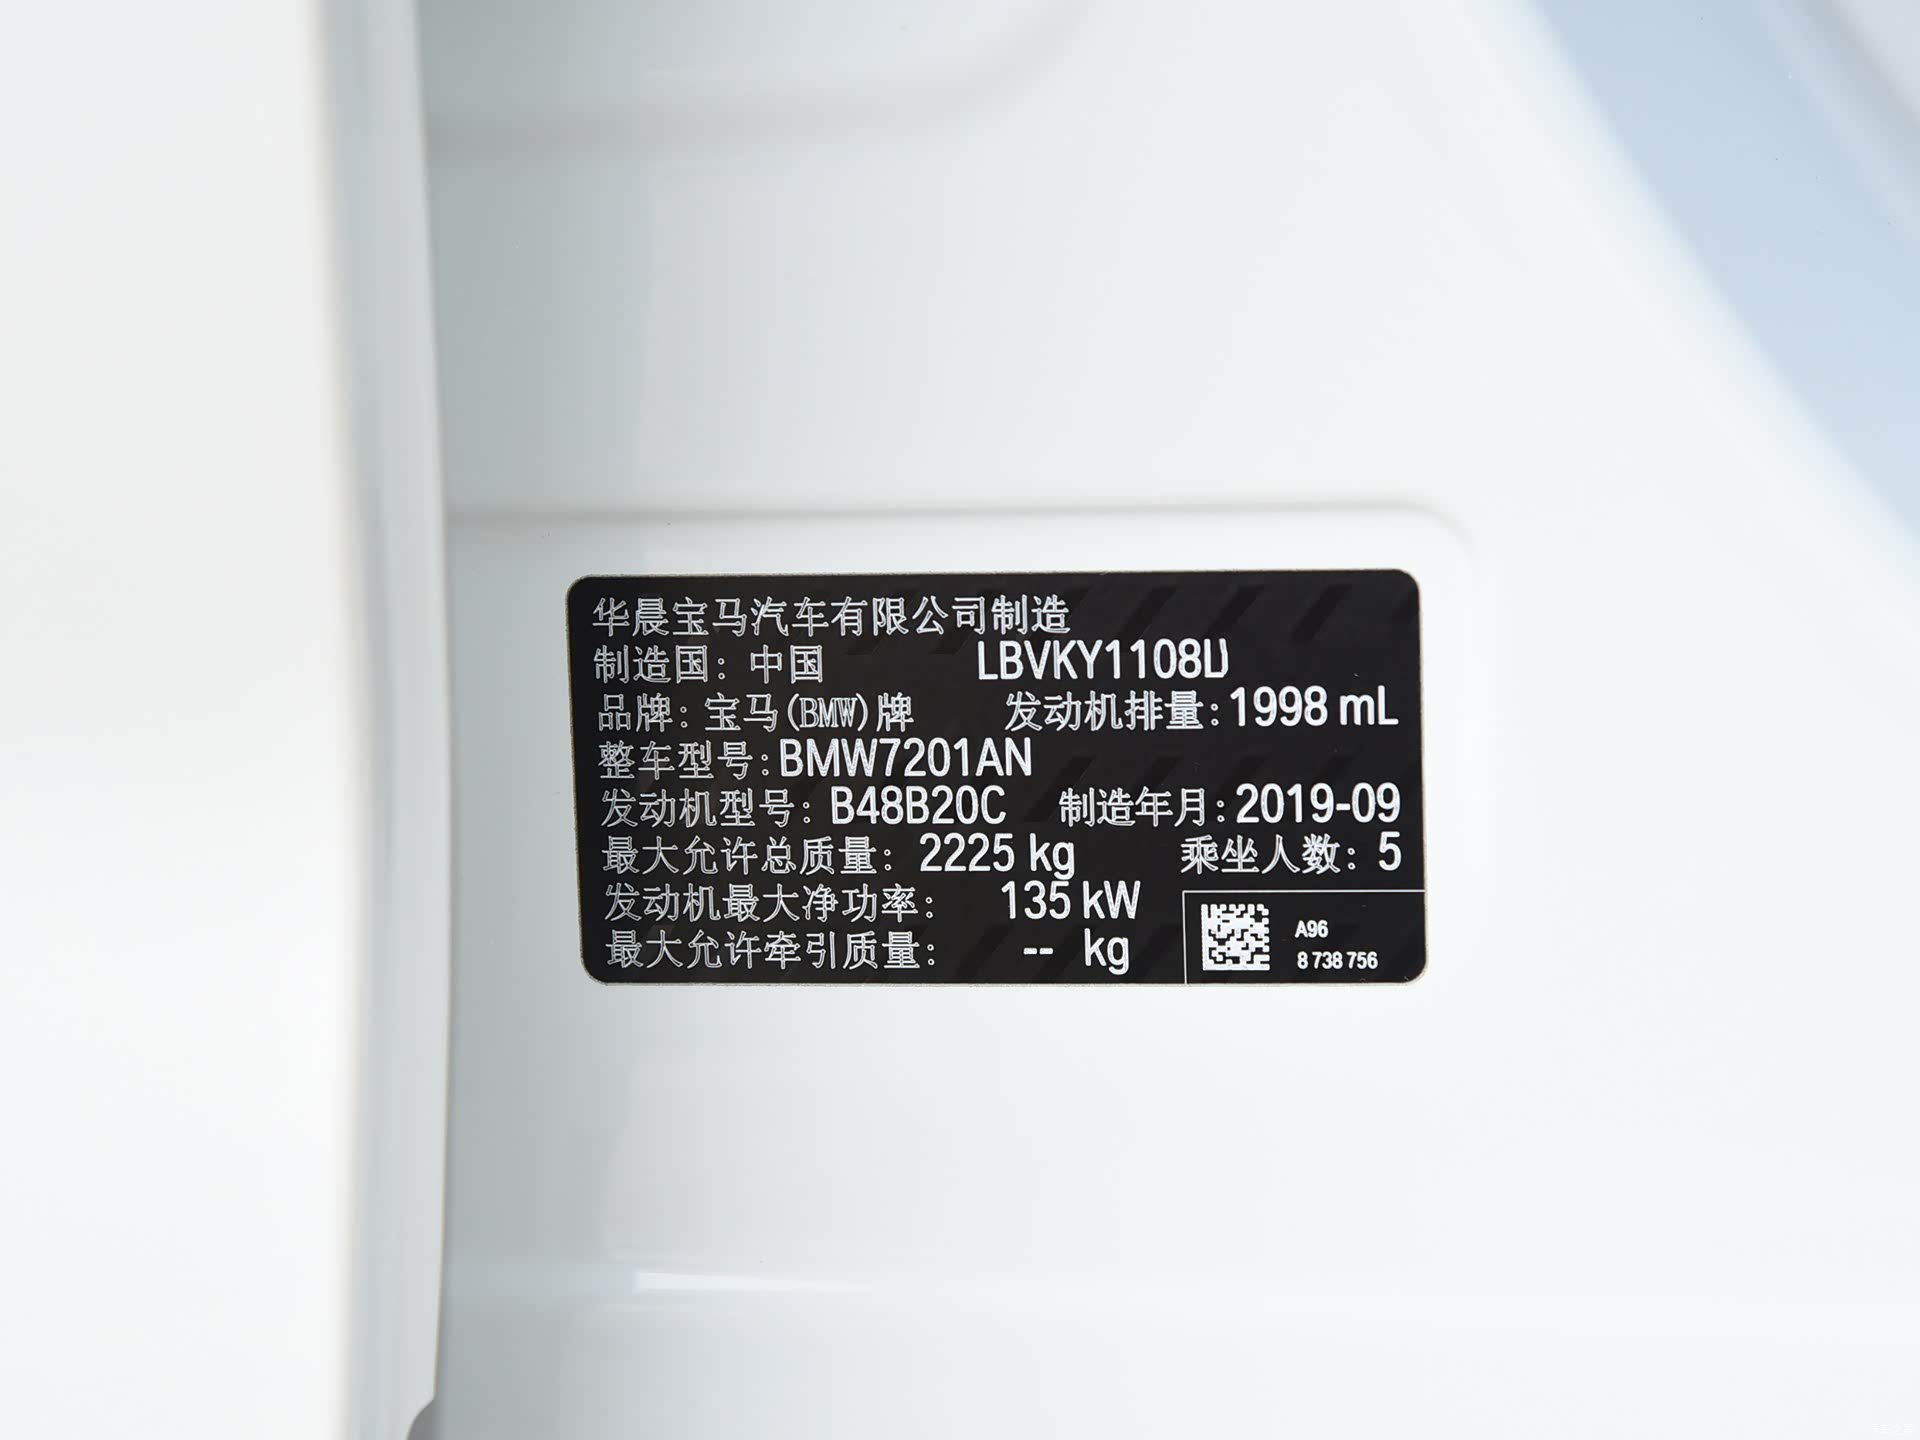 华晨宝马汽车有限公司制造
制造国：中国 LBVKY1108
品牌：宝马(BMW)牌 发动机排量：1998 mL
整车型号：BMW7201AN
发动机型号：B48B20C 制造年月：2019-09
最大允许总质量：2225 kg 乘坐人数：5
发动机最大净功率：135 kW
最大允许牵引质量：-- kg
A96
8 738 756